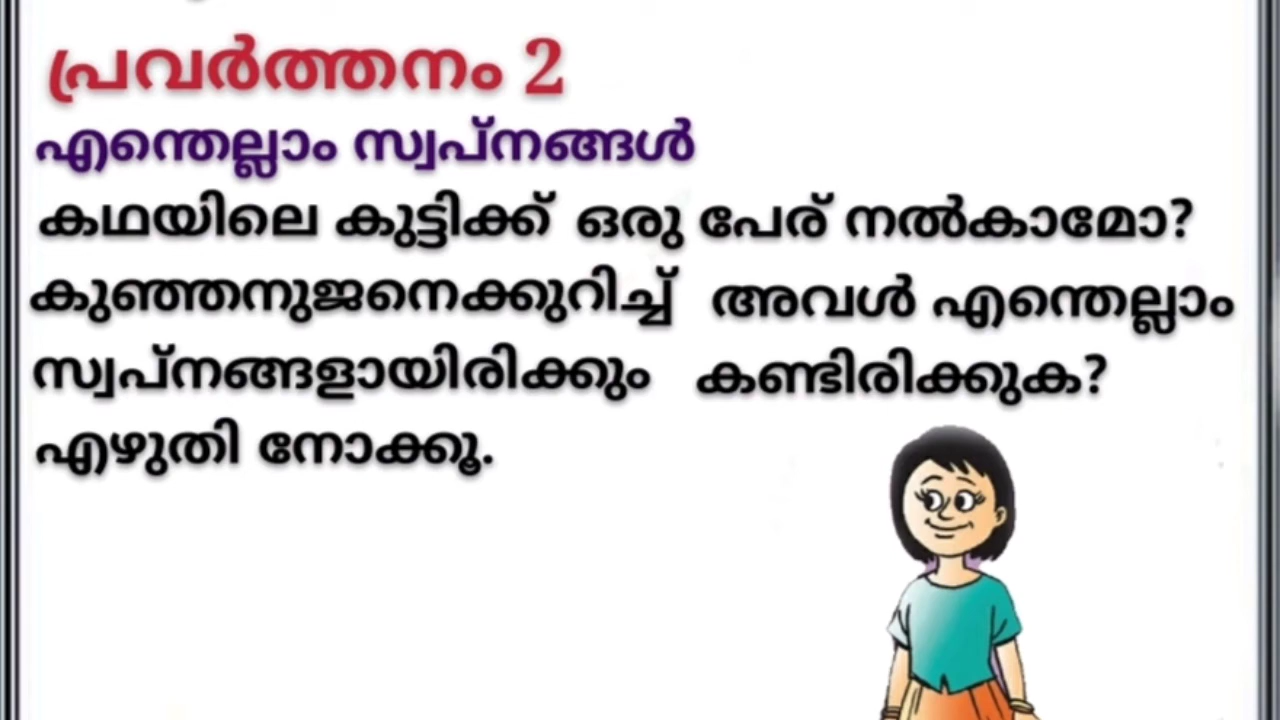 പ്രവർത്തനം 2
എന്തെല്ലാം സ്വപ്നങ്ങൾ
കഥയിലെ കുട്ടിക്ക് ഒരു പേര് നൽകാമോ?
കുഞ്ഞനുജനെക്കുറിച്ച് അവൾ എന്തെല്ലാം
സ്വപ്നങ്ങളായിരിക്കും കണ്ടിരിക്കുക?
എഴുതി നോക്കൂ.